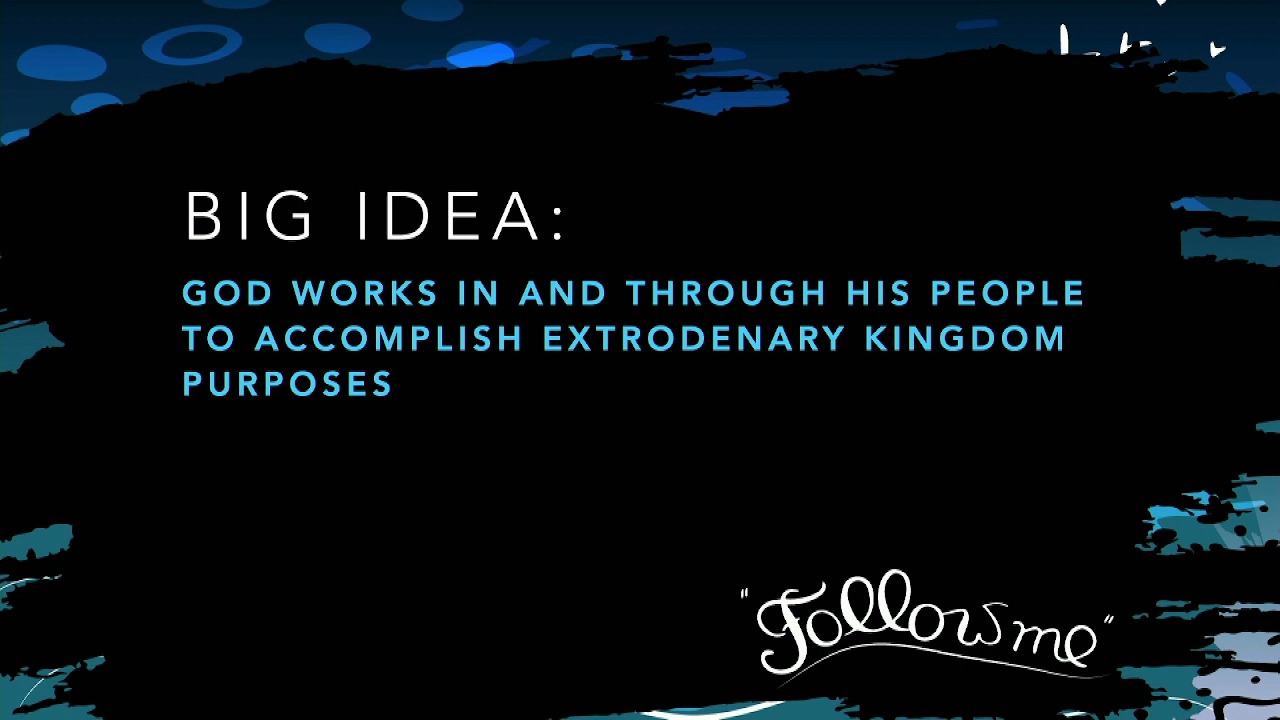 BIG IDEA:
GOD WORKS IN AND THROUGH HIS PEOPLE
TO ACCOMPLISH EXTRODENARY KINGDOM
PURPOSES
"Follow me"